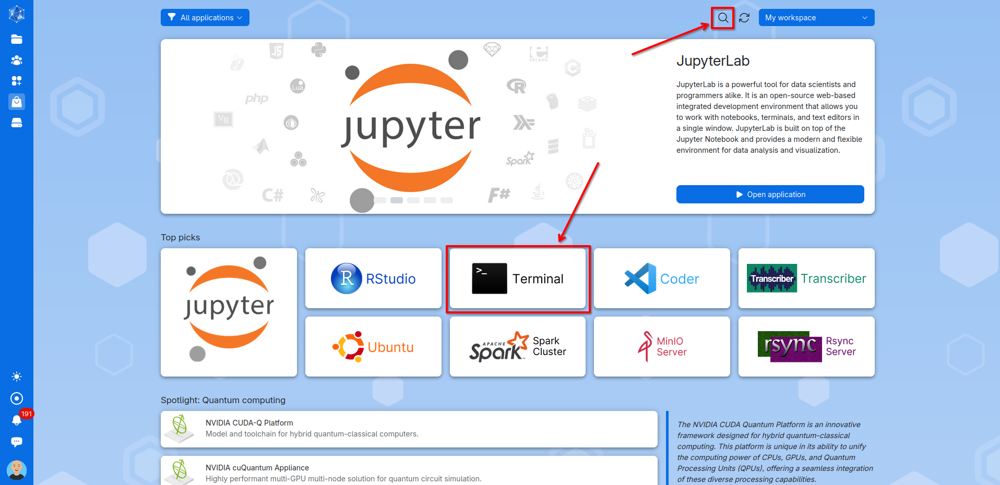 All applications
My workspace
JS
ERLANG
C
Lua
R
php
VB
jupyter
Spark
C#
F#
JupyterLab
JupyterLab is a powerful tool for data scientists and
programmers alike. It is an open-source web-based
integrated development environment that allows you
to work with notebooks, terminals, and text editors in
a single window. JupyterLab is built on top of the
Jupyter Notebook and provides a modern and flexible
environment for data analysis and visualization.
Open application
Top picks
jupyter
R RStudio
>_ Terminal
Coder
Transcriber Transcriber
Ubuntu
APACHE
Spark
Spark
Cluster
MinIO
Server
rsync
Rsync
Server
Spotlight: Quantum computing
NVIDIA CUDA-Q Platform
Model and toolchain for hybrid quantum-classical computers.
NVIDIA cuQuantum Appliance
Highly performant multi-GPU multi-node solution for quantum circuit simulation.
The NVIDIA CUDA Quantum Platform is an innovative
framework designed for hybrid quantum-classical
computing. This platform is unique in its ability to unify
the computing power of CPUs, GPUs, and Quantum
Processing Units (QPUs), offering a seamless integration
of these diverse processing capabilities.
191